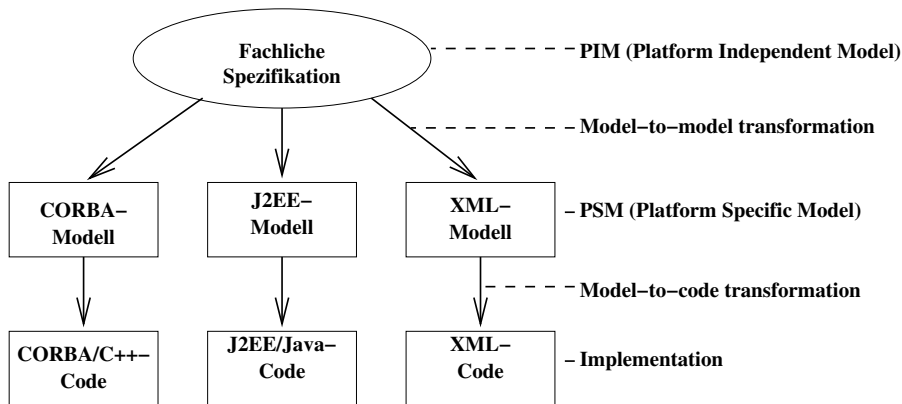 Fachliche
Spezifikation
PIM (Platform Independent Model)
Model−to−model transformation
CORBA−
Modell
J2EE−
Modell
XML−
Modell
PSM (Platform Specific Model)
Model−to−code transformation
CORBA/C++−
Code
J2EE/Java−
Code
XML−
Code
Implementation